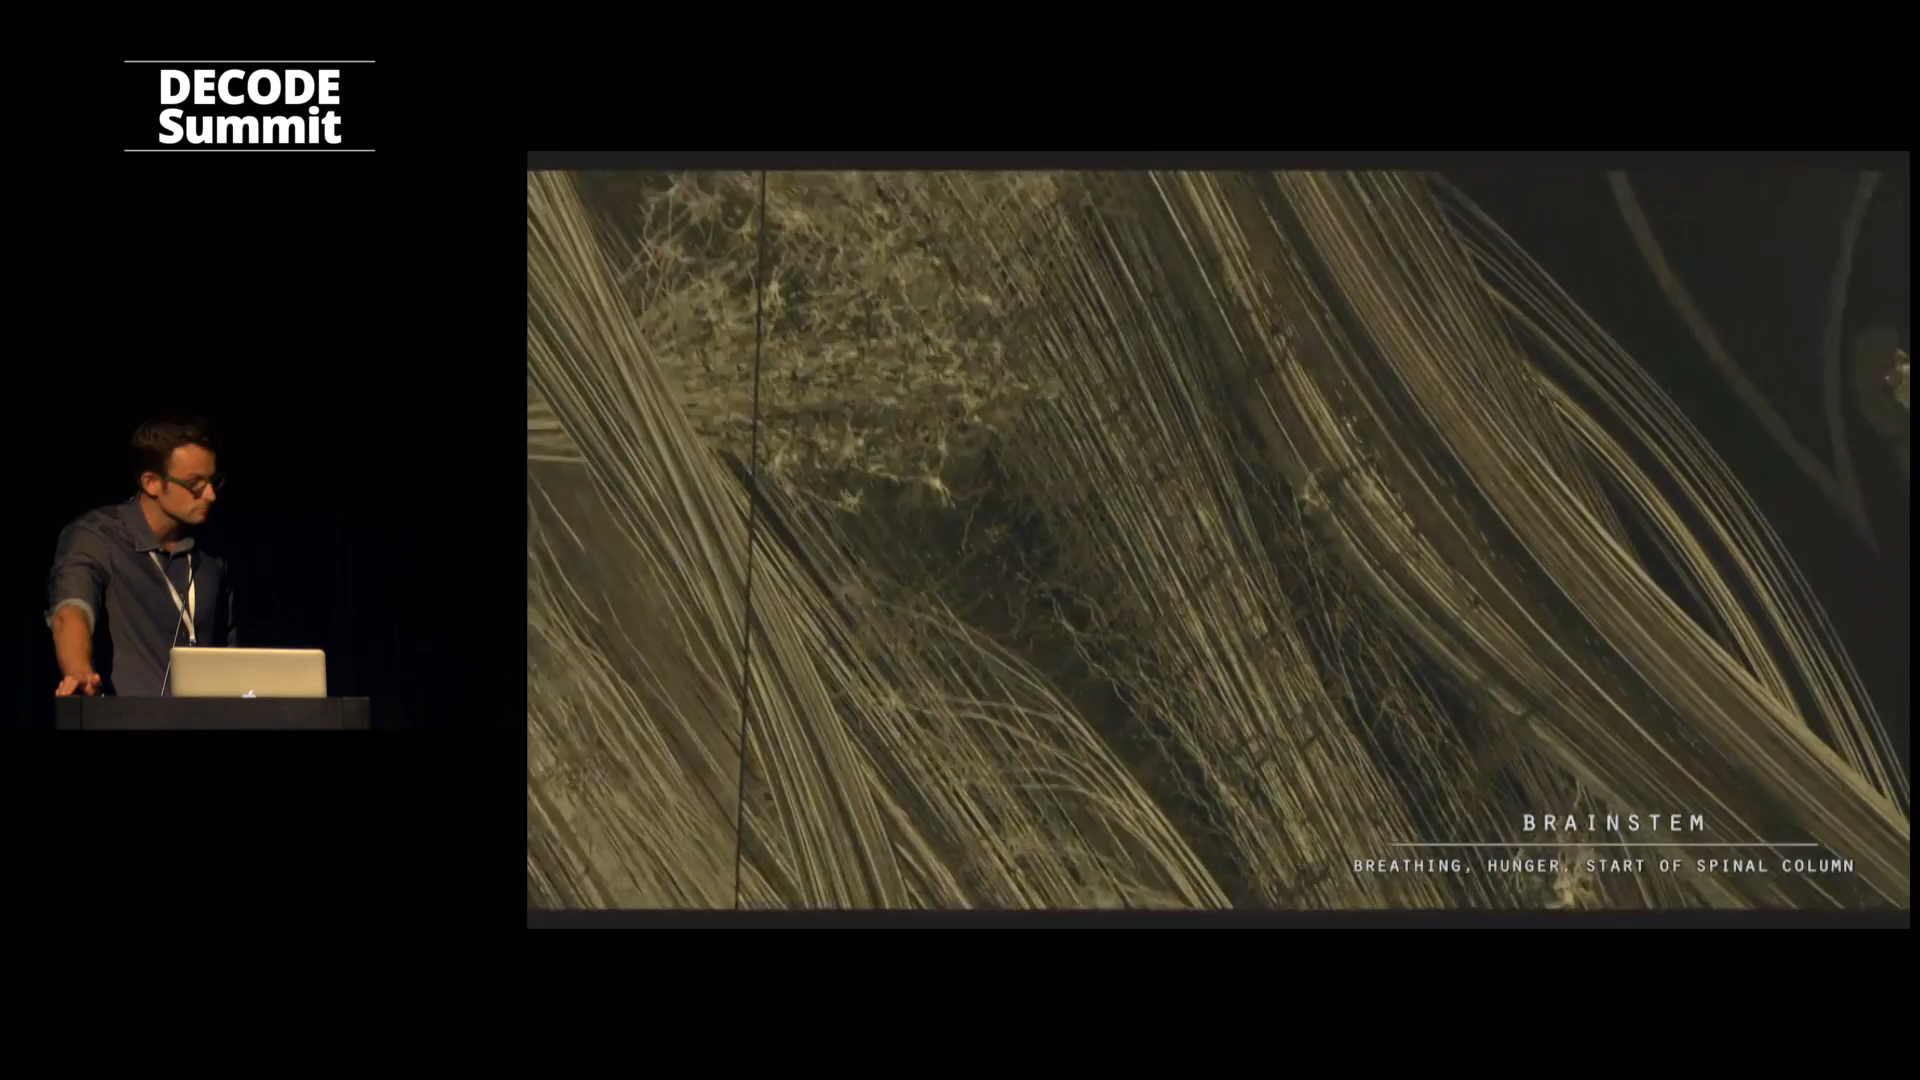 DECODE
Summit
BRAINSTEM
BREATHING, HUNGER, START OF SPINAL COLUMN